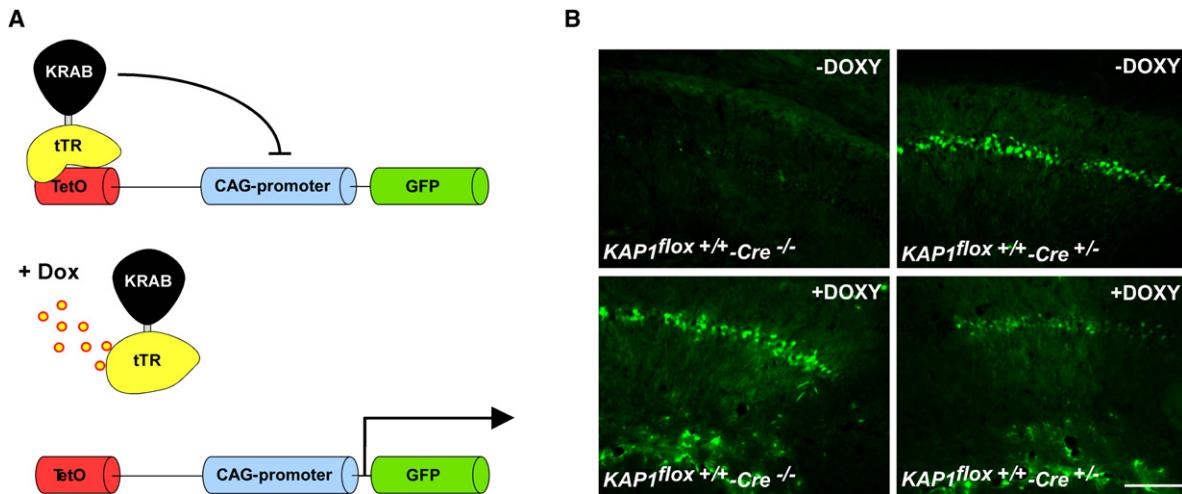 A
KRAB
tTR
TetO
CAG-promoter
GFP
+ Dox
KRAB
tTR
TetO
CAG-promoter
GFP
B
-DOXY
KAP1flox +/+-Cre -/-
-DOXY
KAP1flox +/+-Cre +/-
+DOXY
KAP1flox +/+-Cre -/-
+DOXY
KAP1flox +/+-Cre +/-